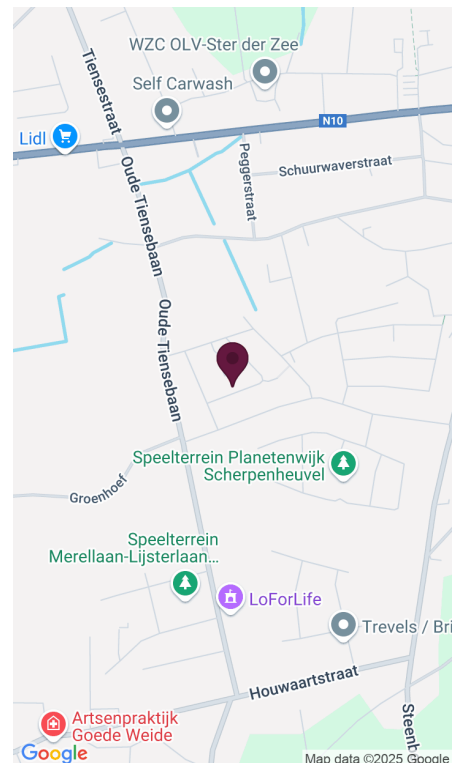 WZC OLV-Ster der Zee
Tiensestraat
Self Carwash
Lidl
N10
Peggerstraat
Schuurwaverstraat
Oude Tiensebaan
Oude Tiensebaan
Speelterrein Planetenwijk
Scherpenheuvel
Groenhoef
Speelterrein
Merellaan-Lijsterlaan...
LoForLife
Trevels / Bri
Houwaartstraat
Steenb
Artsenpraktijk
Goede Weide
Google
Map data ©2025 Google